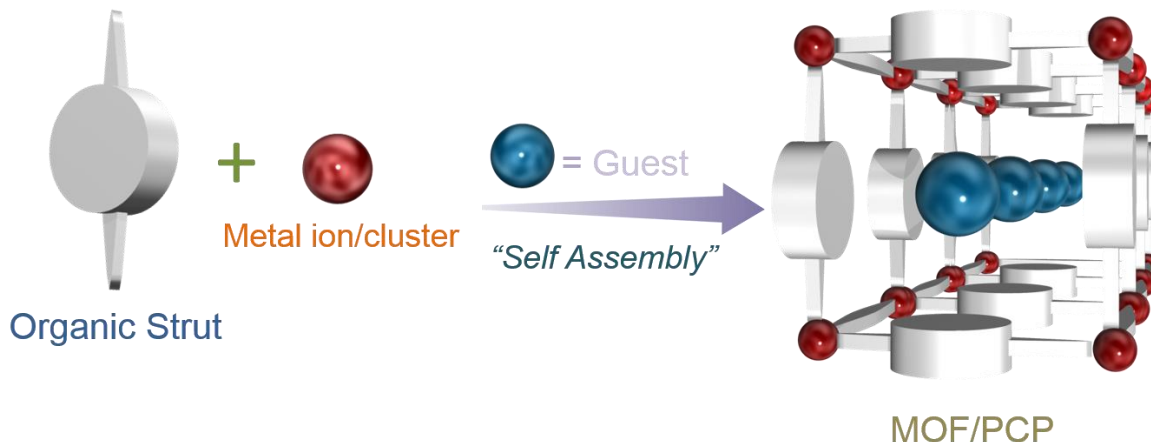 +
= Guest
Metal ion/cluster
“Self Assembly”
Organic Strut
MOF/PCP